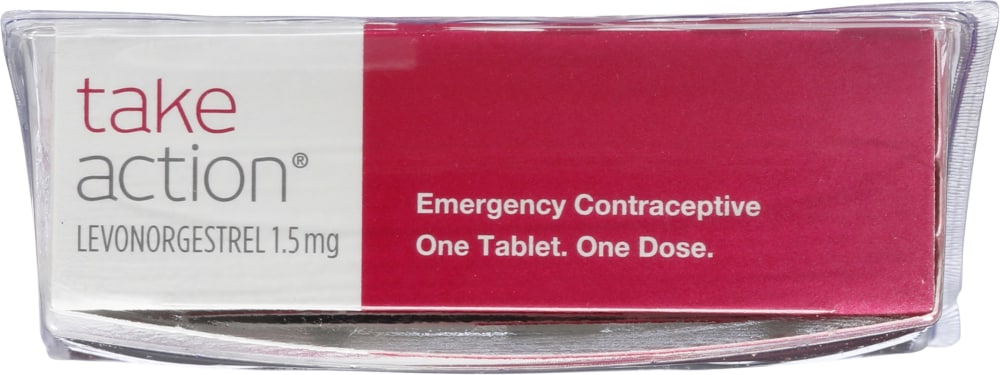 take
action®
LEVONORGESTREL 1.5 mg
Emergency Contraceptive
One Tablet. One Dose.